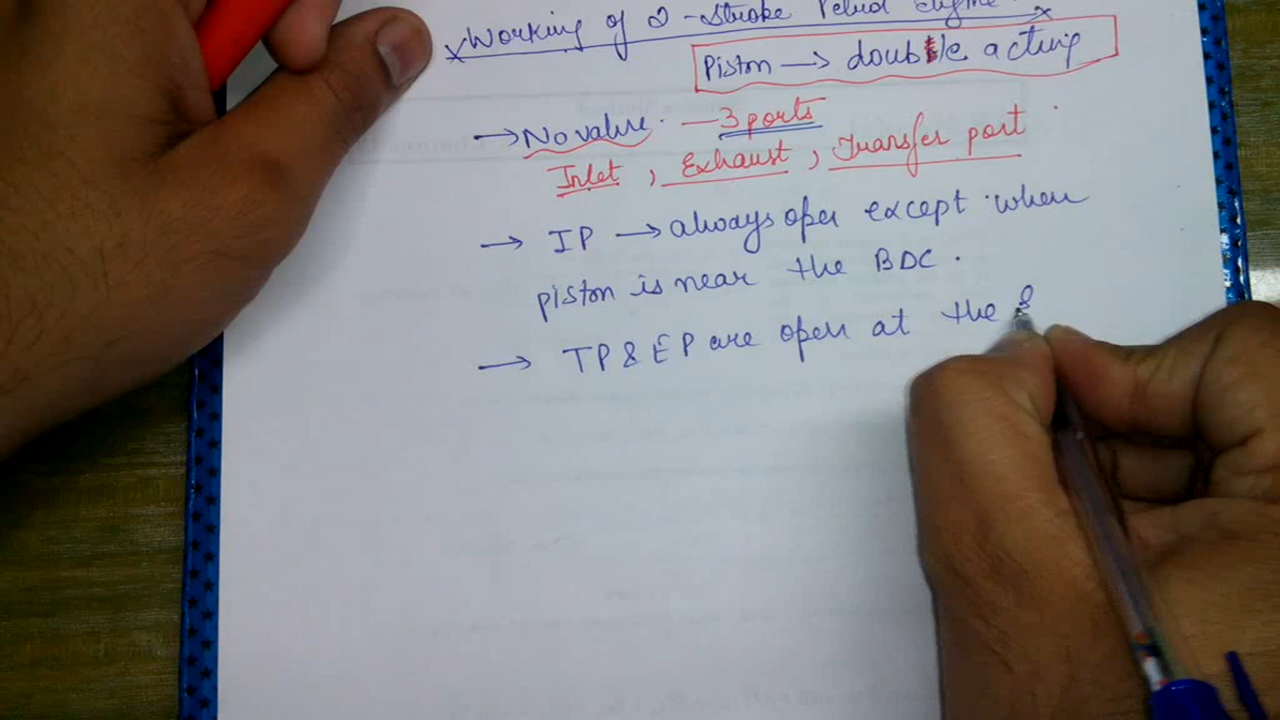 Working of 2-Stroke Petrol Engine
Piston → double acting
→ No valve. — 3 ports
Inlet, Exhaust, Transfer port.
→ IP → always open except when
piston is near the BDC.
→ TP & EP are open at the